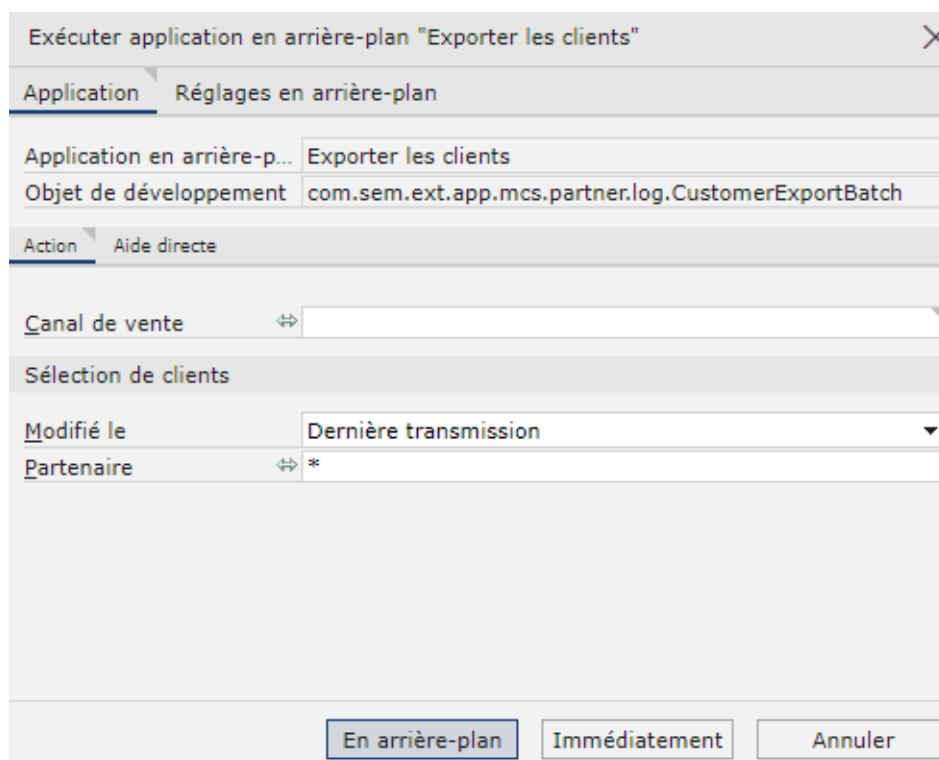 Exécuter application en arrière-plan "Exporter les clients"
Application Réglages en arrière-plan
Application en arrière-p... Exporter les clients
Objet de développement com.sem.ext.app.mcs.partner.log.CustomerExportBatch
Action Aide directe
Canal de vente
Sélection de clients
Modifié le Dernière transmission
Partenaire *
En arrière-plan Immédiatement Annuler